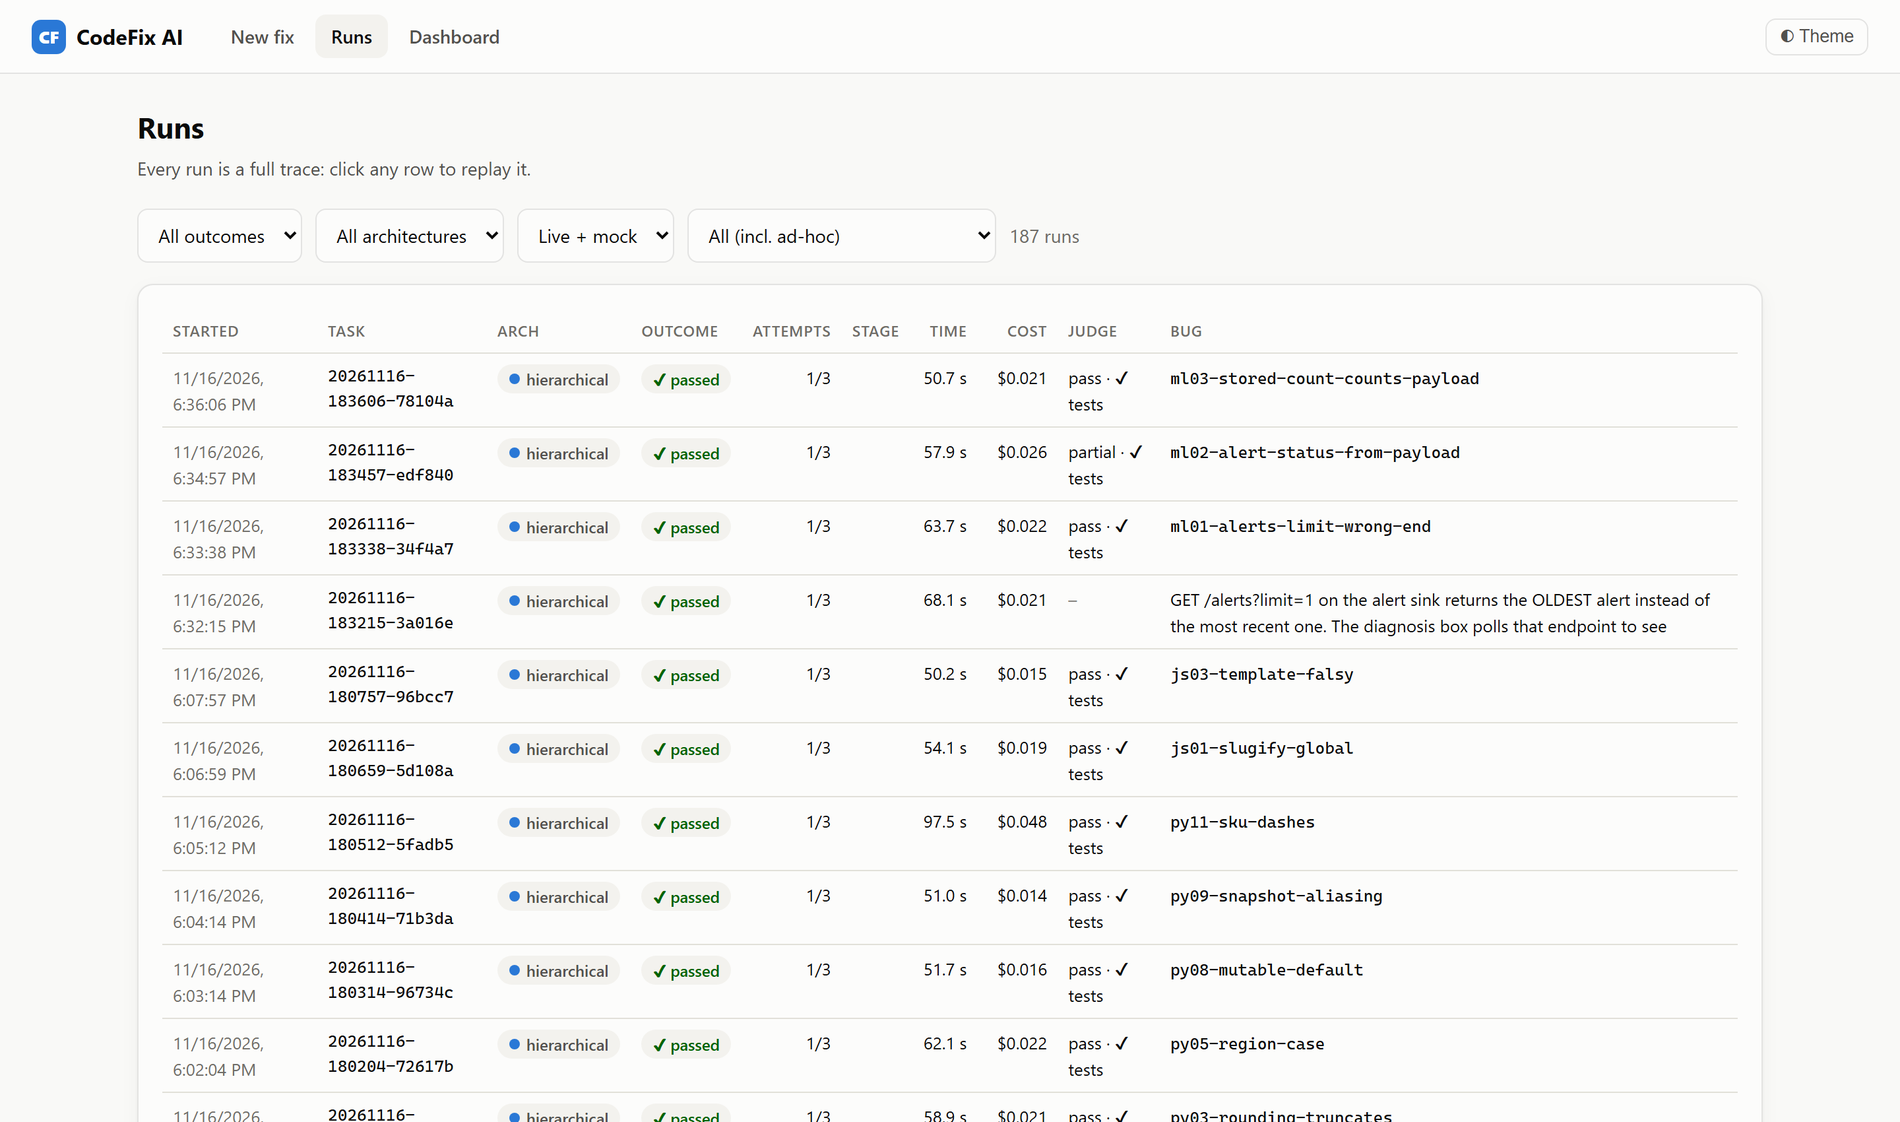 CF CodeFix AI New fix Runs Dashboard ◐ Theme
Runs
Every run is a full trace: click any row to replay it.
All outcomes All architectures Live + mock All (incl. ad-hoc) 187 runs
STARTED TASK ARCH OUTCOME ATTEMPTS STAGE TIME COST JUDGE BUG
11/16/2026, 20261116- hierarchical ✓ passed 1/3 50.7 s $0.021 pass · ✓ ml03-stored-count-counts-payload
6:36:06 PM 183606-78104a tests
11/16/2026, 20261116- hierarchical ✓ passed 1/3 57.9 s $0.026 partial · ✓ ml02-alert-status-from-payload
6:34:57 PM 183457-edf840 tests
11/16/2026, 20261116- hierarchical ✓ passed 1/3 63.7 s $0.022 pass · ✓ ml01-alerts-limit-wrong-end
6:33:38 PM 183338-34f4a7 tests
11/16/2026, 20261116- hierarchical ✓ passed 1/3 68.1 s $0.021 – GET /alerts?limit=1 on the alert sink returns the OLDEST alert instead of
6:32:15 PM 183215-3a016e the most recent one. The diagnosis box polls that endpoint to see
11/16/2026, 20261116- hierarchical ✓ passed 1/3 50.2 s $0.015 pass · ✓ js03-template-falsy
6:07:57 PM 180757-96bcc7 tests
11/16/2026, 20261116- hierarchical ✓ passed 1/3 54.1 s $0.019 pass · ✓ js01-slugify-global
6:06:59 PM 180659-5d108a tests
11/16/2026, 20261116- hierarchical ✓ passed 1/3 97.5 s $0.048 pass · ✓ py11-sku-dashes
6:05:12 PM 180512-5fadb5 tests
11/16/2026, 20261116- hierarchical ✓ passed 1/3 51.0 s $0.014 pass · ✓ py09-snapshot-aliasing
6:04:14 PM 180414-71b3da tests
11/16/2026, 20261116- hierarchical ✓ passed 1/3 51.7 s $0.016 pass · ✓ py08-mutable-default
6:03:14 PM 180314-96734c tests
11/16/2026, 20261116- hierarchical ✓ passed 1/3 62.1 s $0.022 pass · ✓ py05-region-case
6:02:04 PM 180204-72617b tests
11/16/2026, 20261116- hierarchical ✓ passed 1/3 58.9 s $0.021 pass · ✓ py03-rounding-truncates